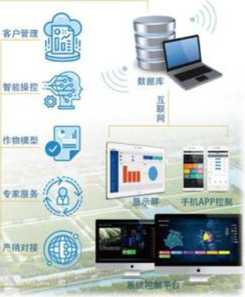 客户管理
智能操控
作物模型
专家服务
产销对接
数据库
互联网
显示屏
手机APP控制
系统控制平台